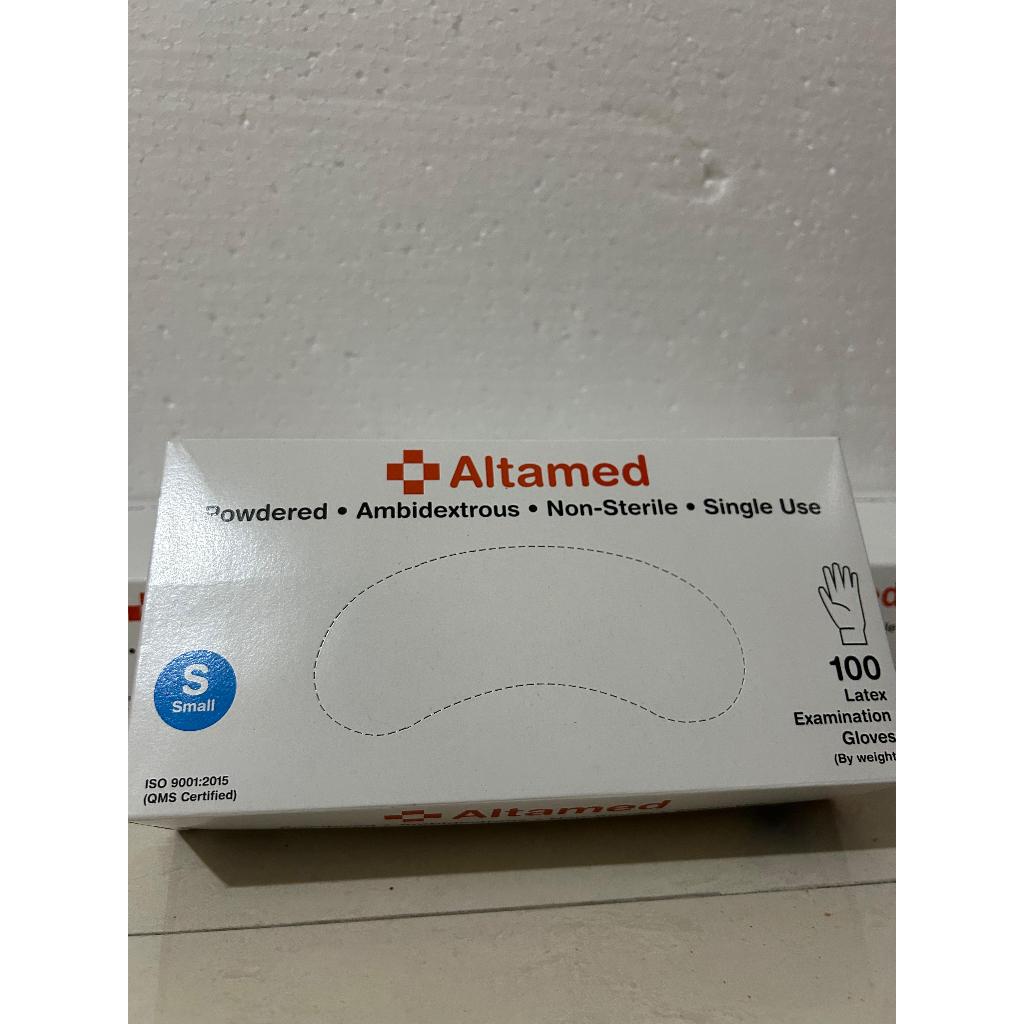 Altamed
Powdered • Ambidextrous • Non-Sterile • Single Use
S
Small
100
Latex
Examination
Gloves
(By weight
ISO 9001:2015
(QMS Certified)
Altamed